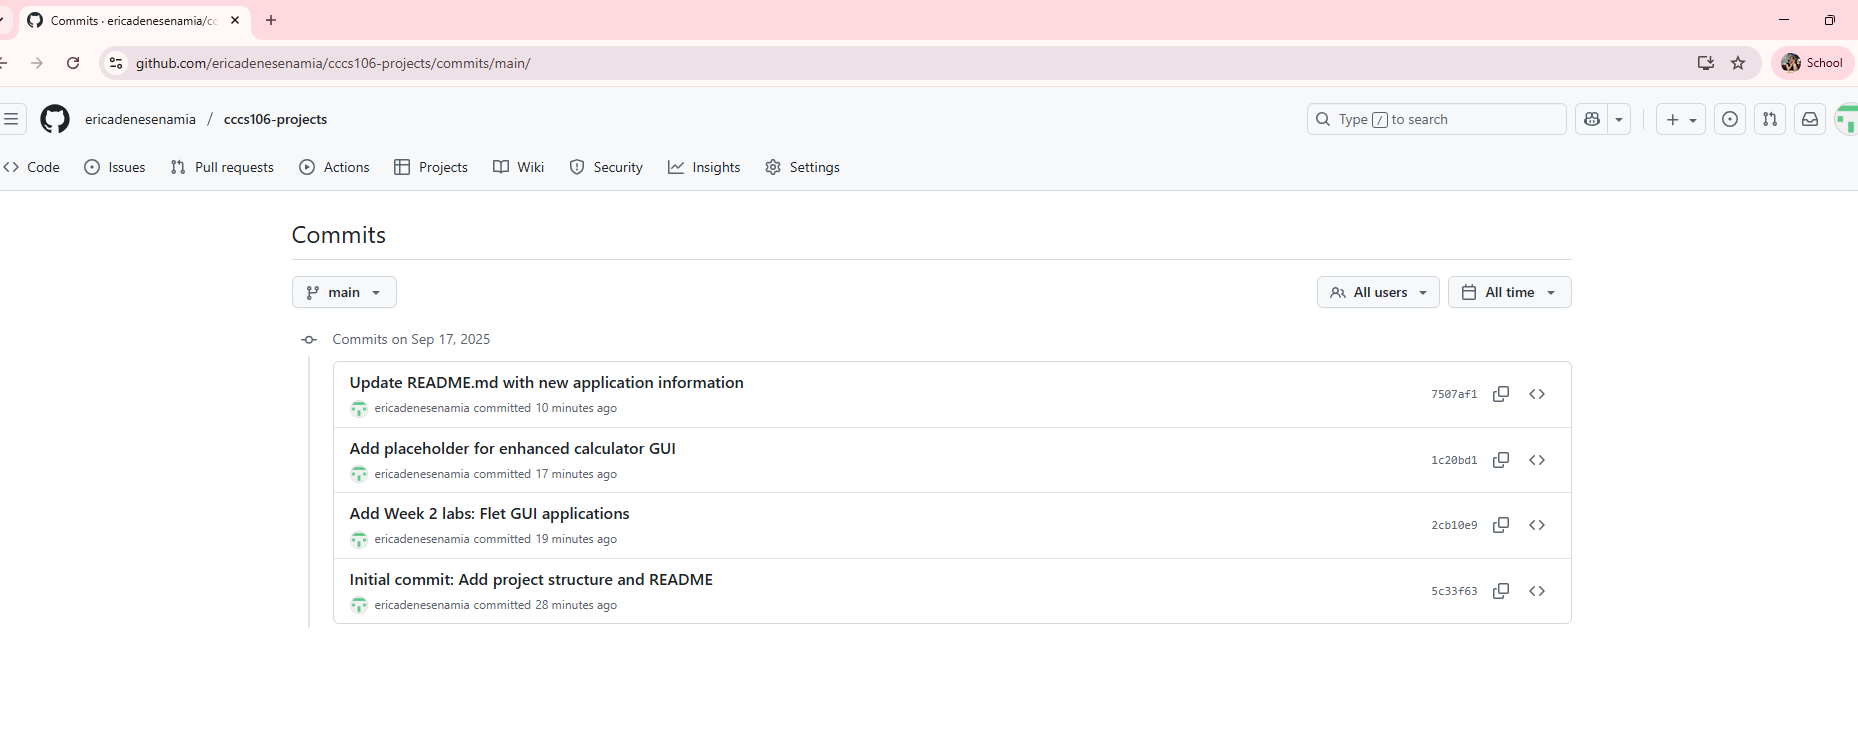 Commits · ericadenesenamia/cc
github.com/ericadenesenamia/cccs106-projects/commits/main/
School
ericadenesenamia / cccs106-projects
Type / to search
Code Issues Pull requests Actions Projects Wiki Security Insights Settings
Commits
main
All users All time
Commits on Sep 17, 2025
Update README.md with new application information
ericadenesenamia committed 10 minutes ago
7507af1
Add placeholder for enhanced calculator GUI
ericadenesenamia committed 17 minutes ago
1c20bd1
Add Week 2 labs: Flet GUI applications
ericadenesenamia committed 19 minutes ago
2cb10e9
Initial commit: Add project structure and README
ericadenesenamia committed 28 minutes ago
5c33f63